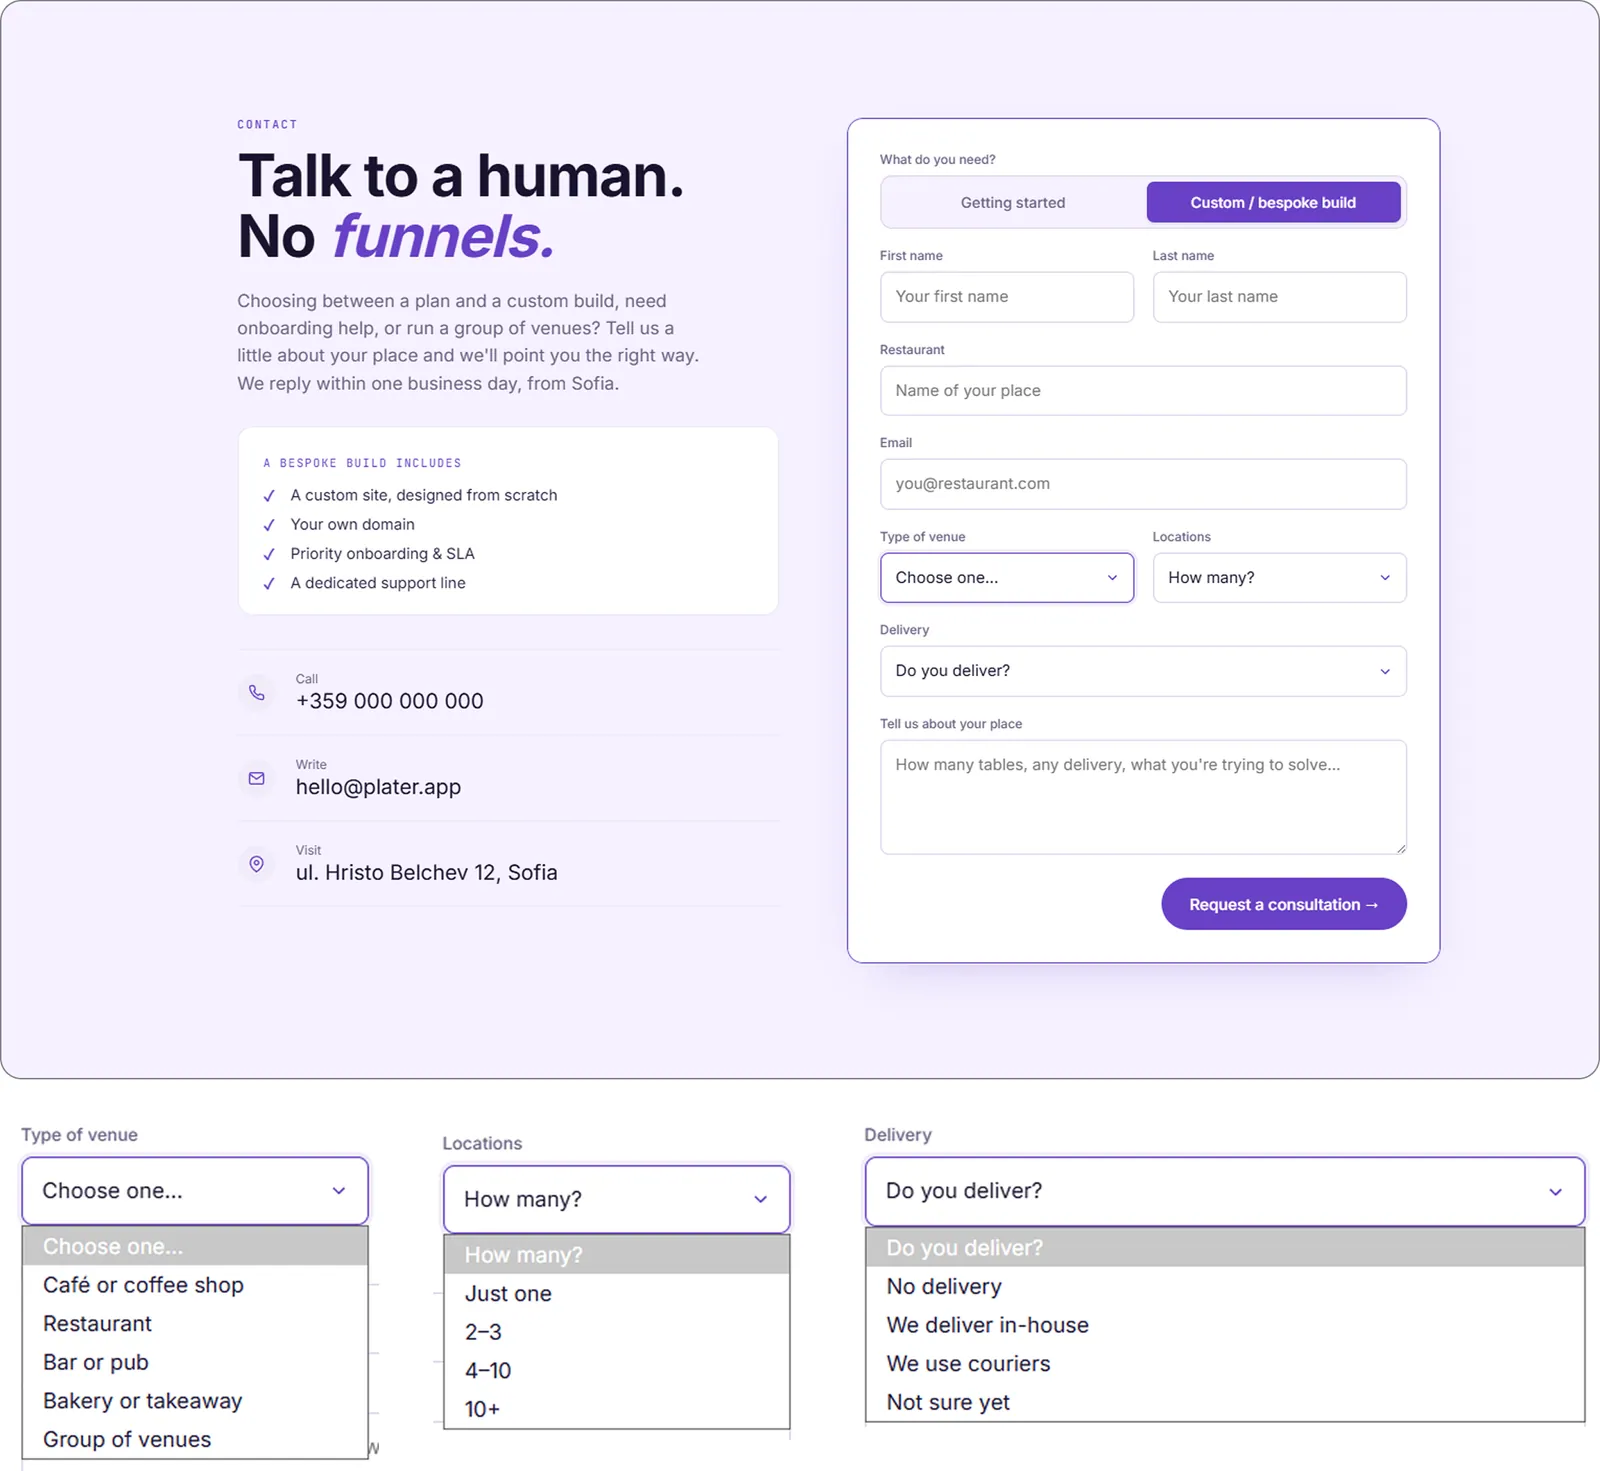 CONTACT
Talk to a human.
No funnels.
Choosing between a plan and a custom build, need
onboarding help, or run a group of venues? Tell us a
little about your place and we'll point you the right way.
We reply within one business day, from Sofia.
A BESPOKE BUILD INCLUDES
✓ A custom site, designed from scratch
✓ Your own domain
✓ Priority onboarding & SLA
✓ A dedicated support line
Call
+359 000 000 000
Write
hello@plater.app
Visit
ul. Hristo Belchev 12, Sofia
What do you need?
Getting started
Custom / bespoke build
First name
Last name
Your first name
Your last name
Restaurant
Name of your place
Email
you@restaurant.com
Type of venue
Locations
Choose one...
How many?
Delivery
Do you deliver?
Tell us about your place
How many tables, any delivery, what you're trying to solve...
Request a consultation →
Type of venue
Choose one...
Choose one...
Café or coffee shop
Restaurant
Bar or pub
Bakery or takeaway
Group of venues
w
Locations
How many?
How many?
Just one
2–3
4–10
10+
Delivery
Do you deliver?
Do you deliver?
No delivery
We deliver in-house
We use couriers
Not sure yet